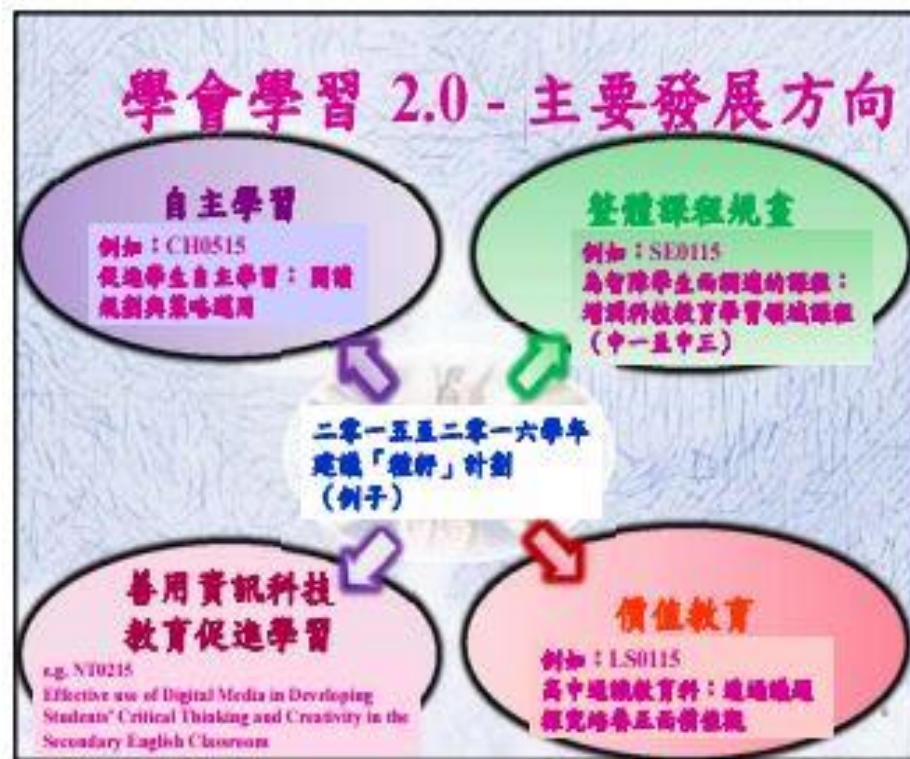 學會學習 2.0 - 主要發展方向
自主學習
例如：CH0515
促進學生自主學習：閱讀
規劃與策略運用
整體課程規畫
例如：SE0115
為智障學生而調適的課程：
增潤科技教育學習領域課程
（中一至中三）
二零一五至二零一六學年
建議「種籽」計劃
（例子）
善用資訊科技
教育促進學習
e.g. NT0215
Effective use of Digital Media in Developing
Students' Critical Thinking and Creativity in the
Secondary English Classroom
價值教育
例如：LS0115
高中通識教育科：透過議題
探究培養正面價值觀